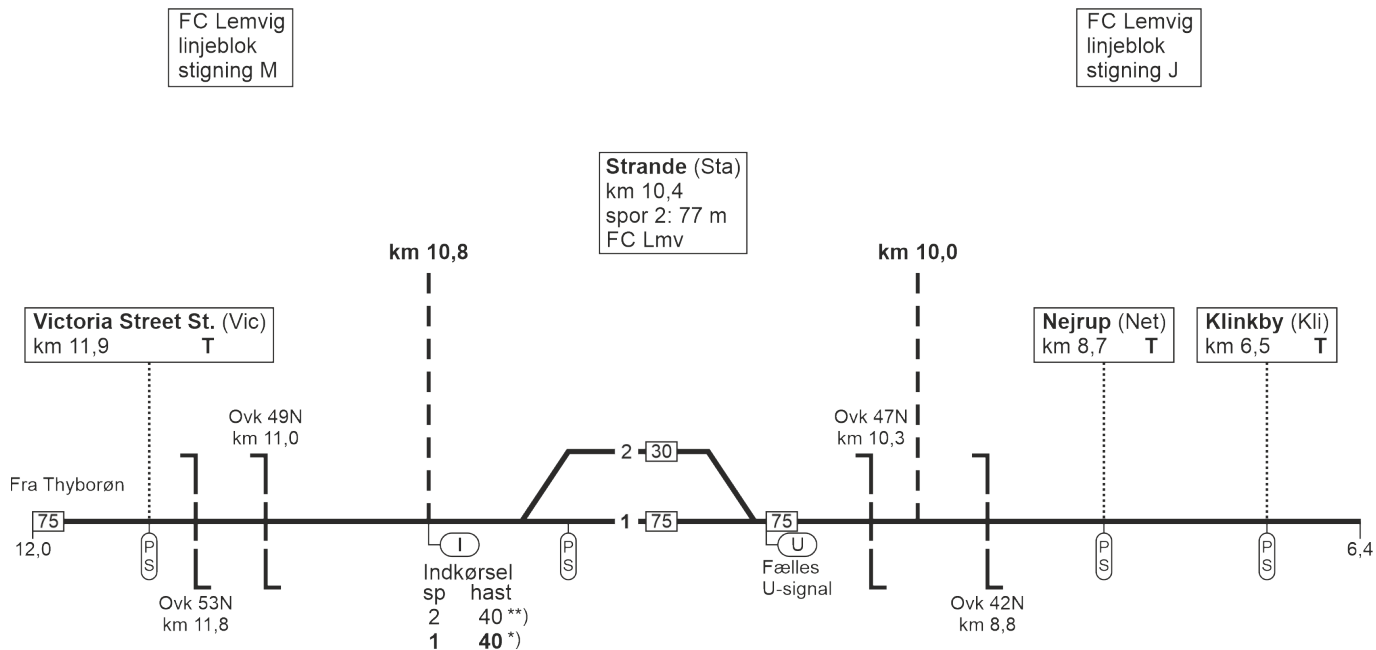 FC Lemvig
linjeblok
stigning M
FC Lemvig
linjeblok
stigning J
Strande (Sta)
km 10,4
spor 2: 77 m
FC Lmv
km 10,8
km 10,0
Victoria Street St. (Vic)
km 11,9 T
Nejrup (Net)
km 8,7 T
Klinkby (Kli)
km 6,5 T
Ovk 49N
km 11,0
Ovk 47N
km 10,3
2 30
Fra Thyborøn
75
1 75
75
12,0
P
S
I
P
S
U
P
S
P
S
6,4
Indkørsel
sp hast
2 40 **)
1 40 *)
Fælles
U-signal
Ovk 53N
km 11,8
Ovk 42N
km 8,8